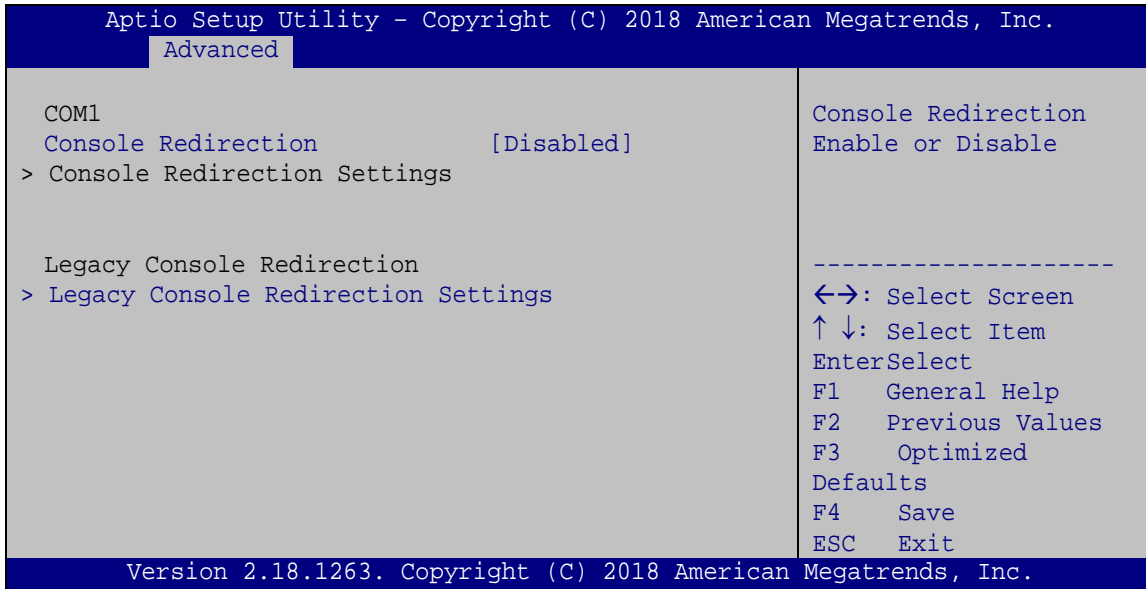 Aptio Setup Utility – Copyright (C) 2018 American Megatrends, Inc.
Advanced
COM1
Console Redirection [Disabled]
> Console Redirection Settings
Legacy Console Redirection
> Legacy Console Redirection Settings
Console Redirection
Enable or Disable
---------------------
←→: Select Screen
↑ ↓: Select Item
EnterSelect
F1 General Help
F2 Previous Values
F3 Optimized
Defaults
F4 Save
ESC Exit
Version 2.18.1263. Copyright (C) 2018 American Megatrends, Inc.